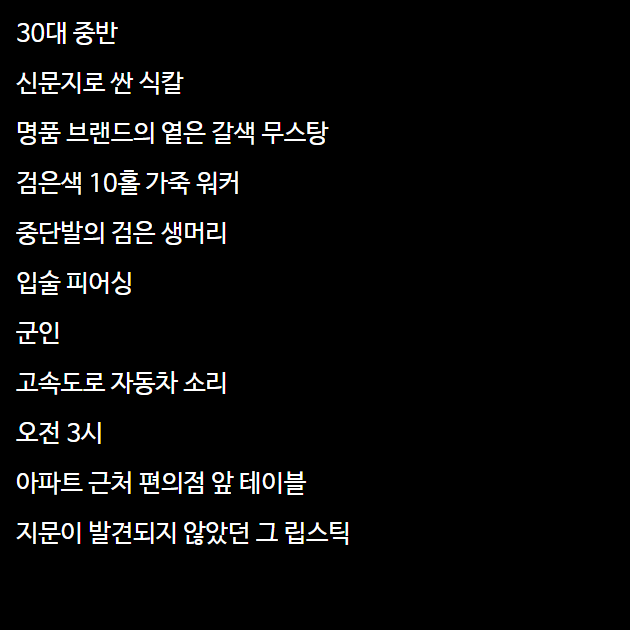 30대 중반
신문지로 싼 식칼
명품 브랜드의 옅은 갈색 무스탕
검은색 10홀 가죽 워커
중단발의 검은 생머리
입술 피어싱
군인
고속도로 자동차 소리
오전 3시
아파트 근처 편의점 앞 테이블
지문이 발견되지 않았던 그 립스틱